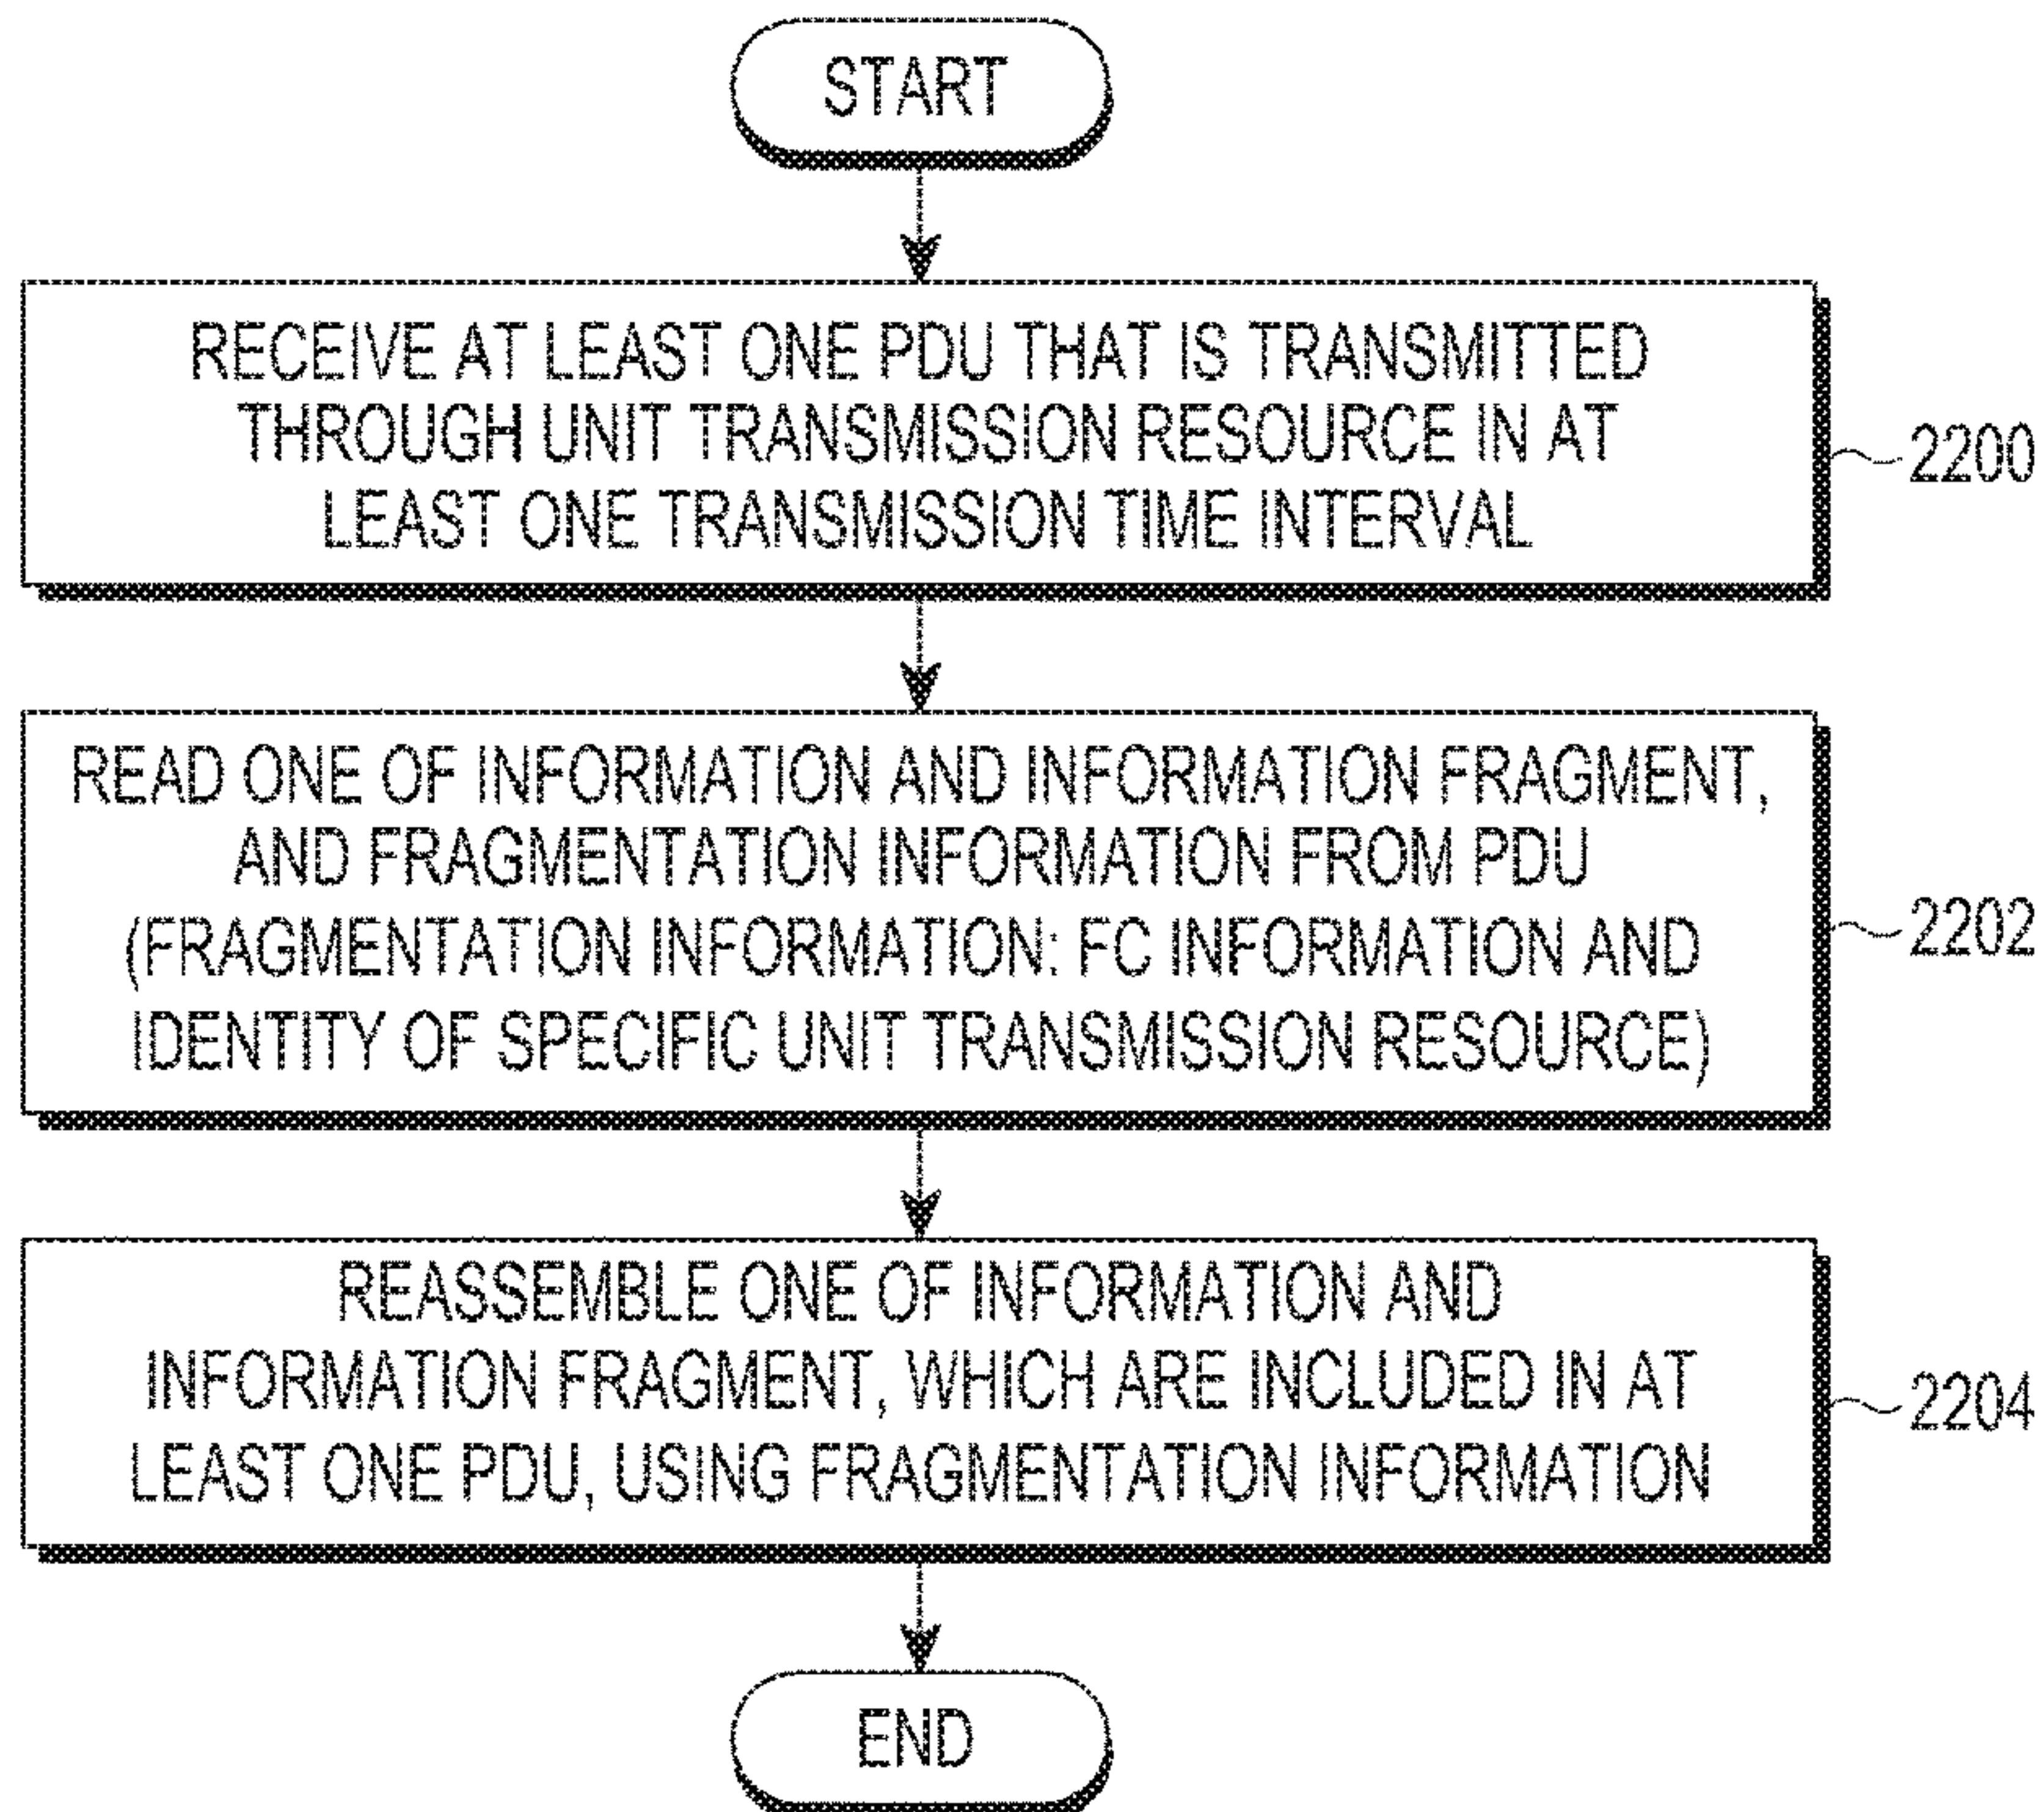 START
RECEIVE AT LEAST ONE PDU THAT IS TRANSMITTED
THROUGH UNIT TRANSMISSION RESOURCE IN AT
LEAST ONE TRANSMISSION TIME INTERVAL
2200
READ ONE OF INFORMATION AND INFORMATION FRAGMENT,
AND FRAGMENTATION INFORMATION FROM PDU
(FRAGMENTATION INFORMATION: FC INFORMATION AND
IDENTITY OF SPECIFIC UNIT TRANSMISSION RESOURCE)
2202
REASSEMBLE ONE OF INFORMATION AND
INFORMATION FRAGMENT, WHICH ARE INCLUDED IN AT
LEAST ONE PDU, USING FRAGMENTATION INFORMATION
2204
END